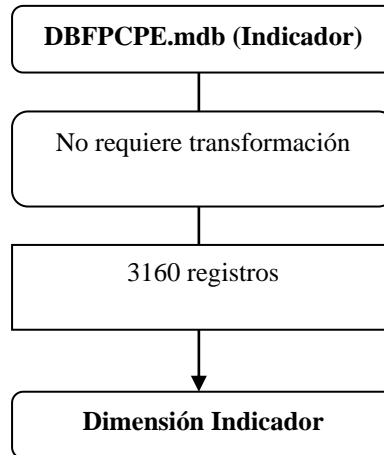 DBFPCPE.mdb (Indicador)
No requiere transformación
3160 registros
Dimensión Indicador